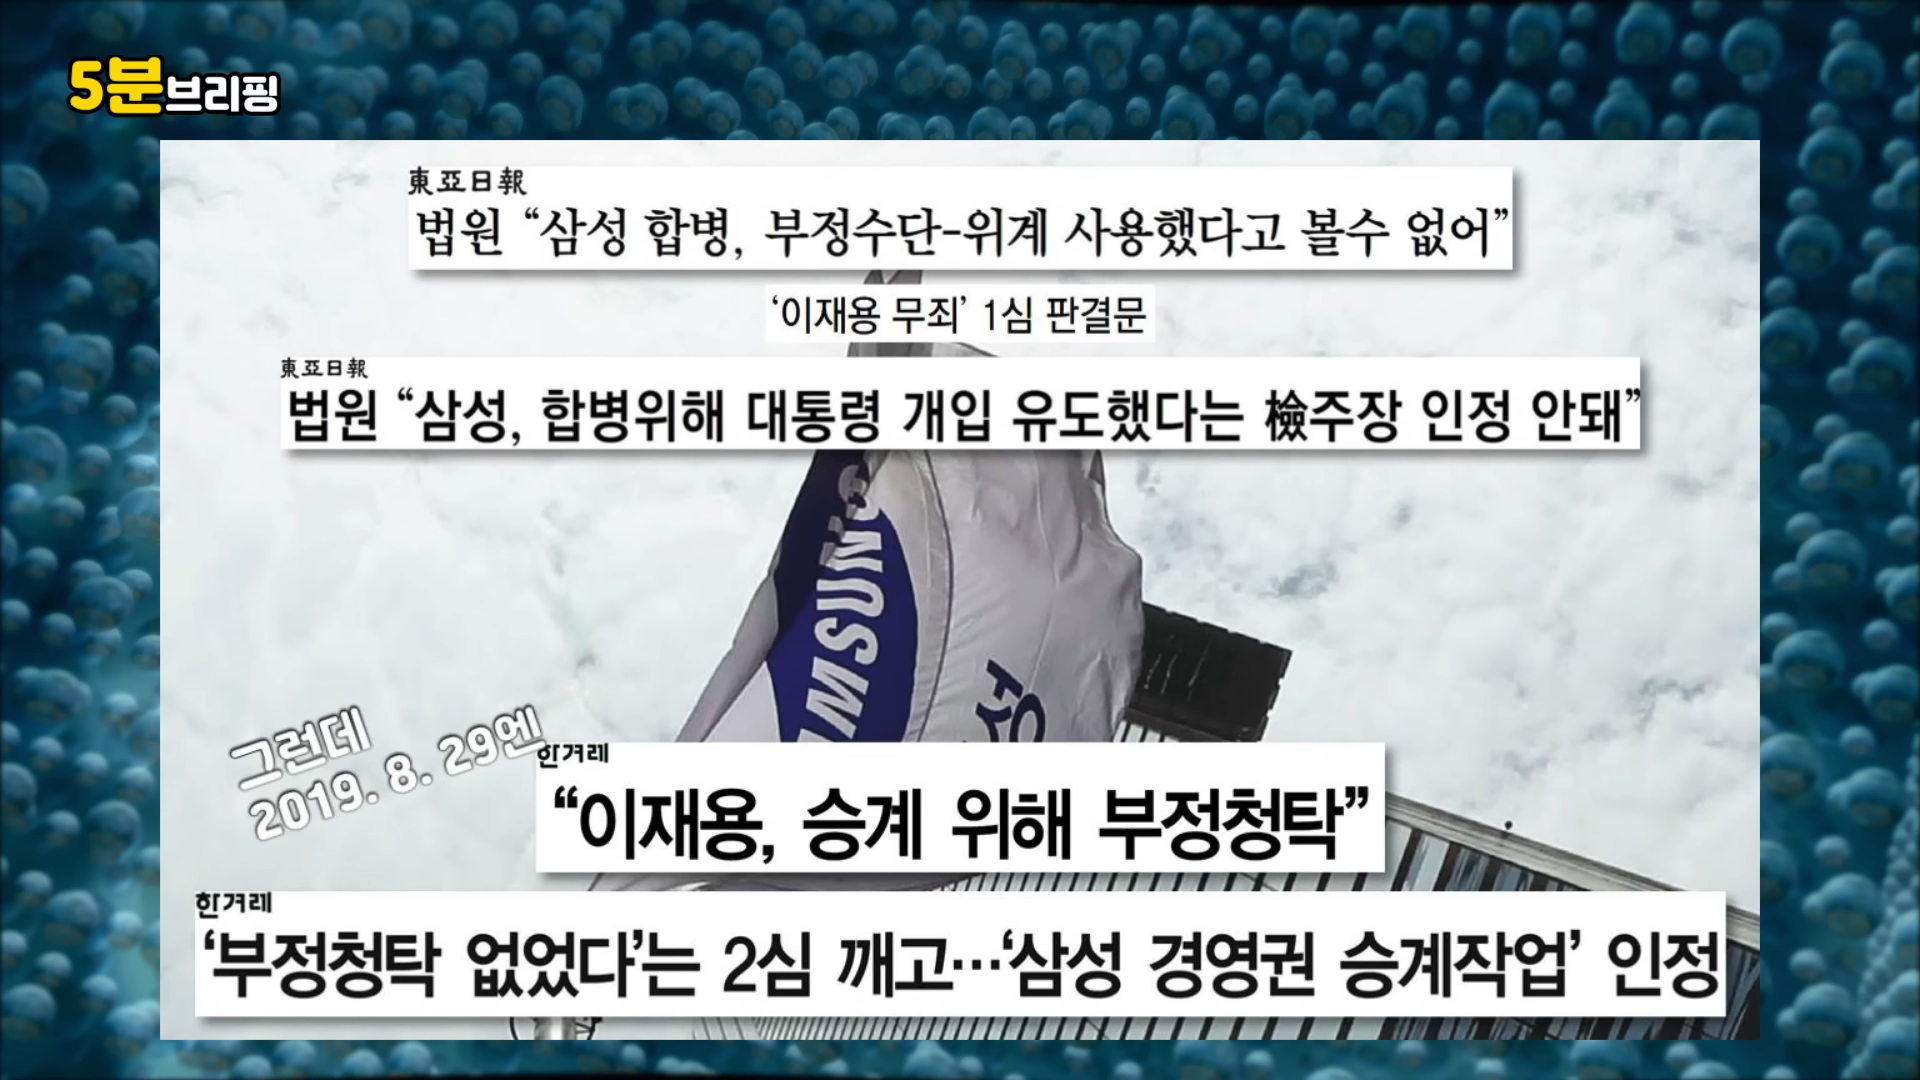 5분브리핑
東亞日報
법원 “삼성 합병, 부정수단-위계 사용했다고 볼수 없어”
‘이재용 무죄’ 1심 판결문
東亞日報
법원 “삼성, 합병위해 대통령 개입 유도했다는 檢주장 인정 안돼”
MSUNG
성
그런데
2019. 8. 29엔
한겨레
“이재용, 승계 위해 부정청탁”
한겨레
‘부정청탁 없었다’는 2심 깨고…‘삼성 경영권 승계작업’ 인정